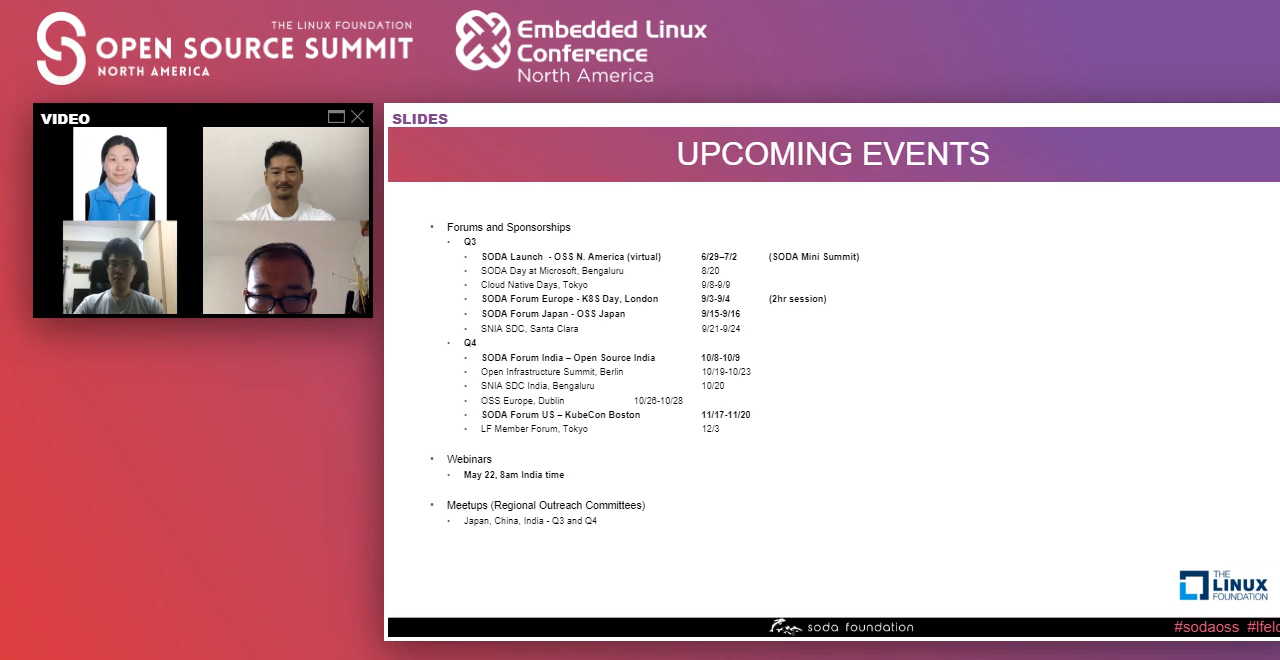 THE LINUX FOUNDATION
OPEN SOURCE SUMMIT
NORTH AMERICA
Embedded Linux
Conference
North America
VIDEO
SLIDES
UPCOMING EVENTS
• Forums and Sponsorships
• Q3
• SODA Launch - OSS N. America (virtual) 6/29–7/2 (SODA Mini Summit)
• SODA Day at Microsoft, Bengaluru 8/20
• Cloud Native Days, Tokyo 9/8-9/9
• SODA Forum Europe - K8S Day, London 9/3-9/4 (2hr session)
• SODA Forum Japan - OSS Japan 9/15-9/16
• SNIA SDC, Santa Clara 9/21-9/24
• Q4
• SODA Forum India – Open Source India 10/8-10/9
• Open Infrastructure Summit, Berlin 10/19-10/23
• SNIA SDC India, Bengaluru 10/20
• OSS Europe, Dublin 10/26-10/28
• SODA Forum US – KubeCon Boston 11/17-11/20
• LF Member Forum, Tokyo 12/3
• Webinars
• May 22, 8am India time
• Meetups (Regional Outreach Committees)
• Japan, China, India - Q3 and Q4
THE
LINUX
FOUNDATION
soda foundation
#sodaoss #lfelc